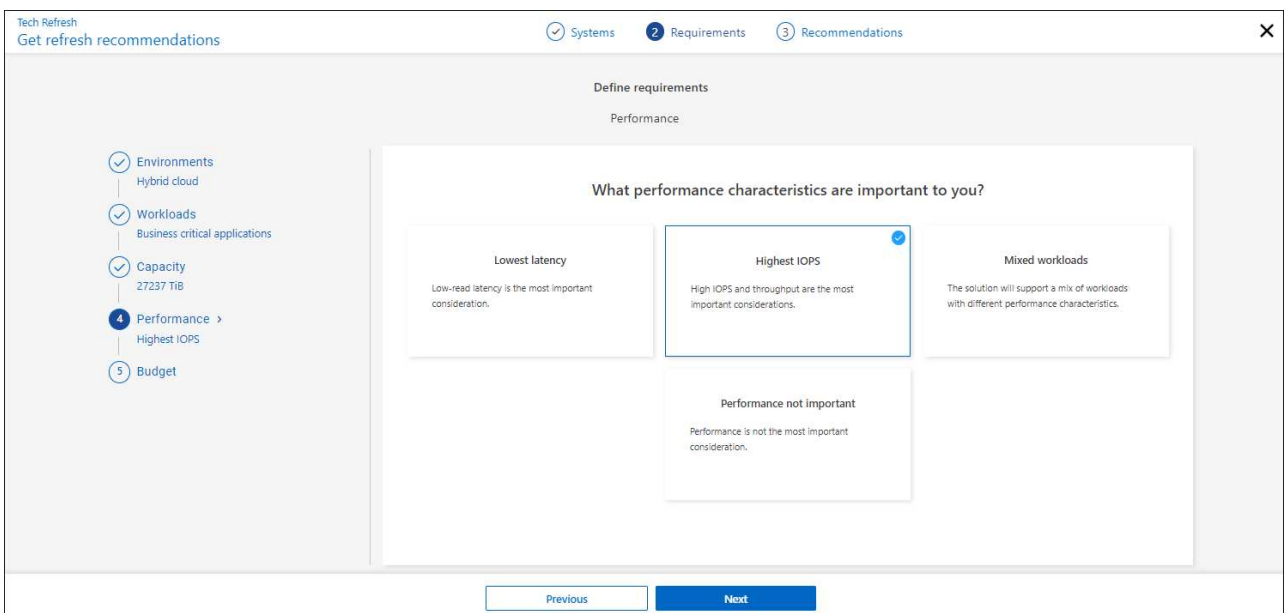 Tech Refresh
Get refresh recommendations
Systems
2 Requirements
3 Recommendations
Define requirements
Performance
Environments
Hybrid cloud
Workloads
Business critical applications
Capacity
27237 TiB
4 Performance >
Highest IOPS
5 Budget
What performance characteristics are important to you?
Lowest latency
Low-read latency is the most important
consideration.
Highest IOPS
High IOPS and throughput are the most
important considerations.
Mixed workloads
The solution will support a mix of workloads
with different performance characteristics.
Performance not important
Performance is not the most important
consideration.
Previous
Next